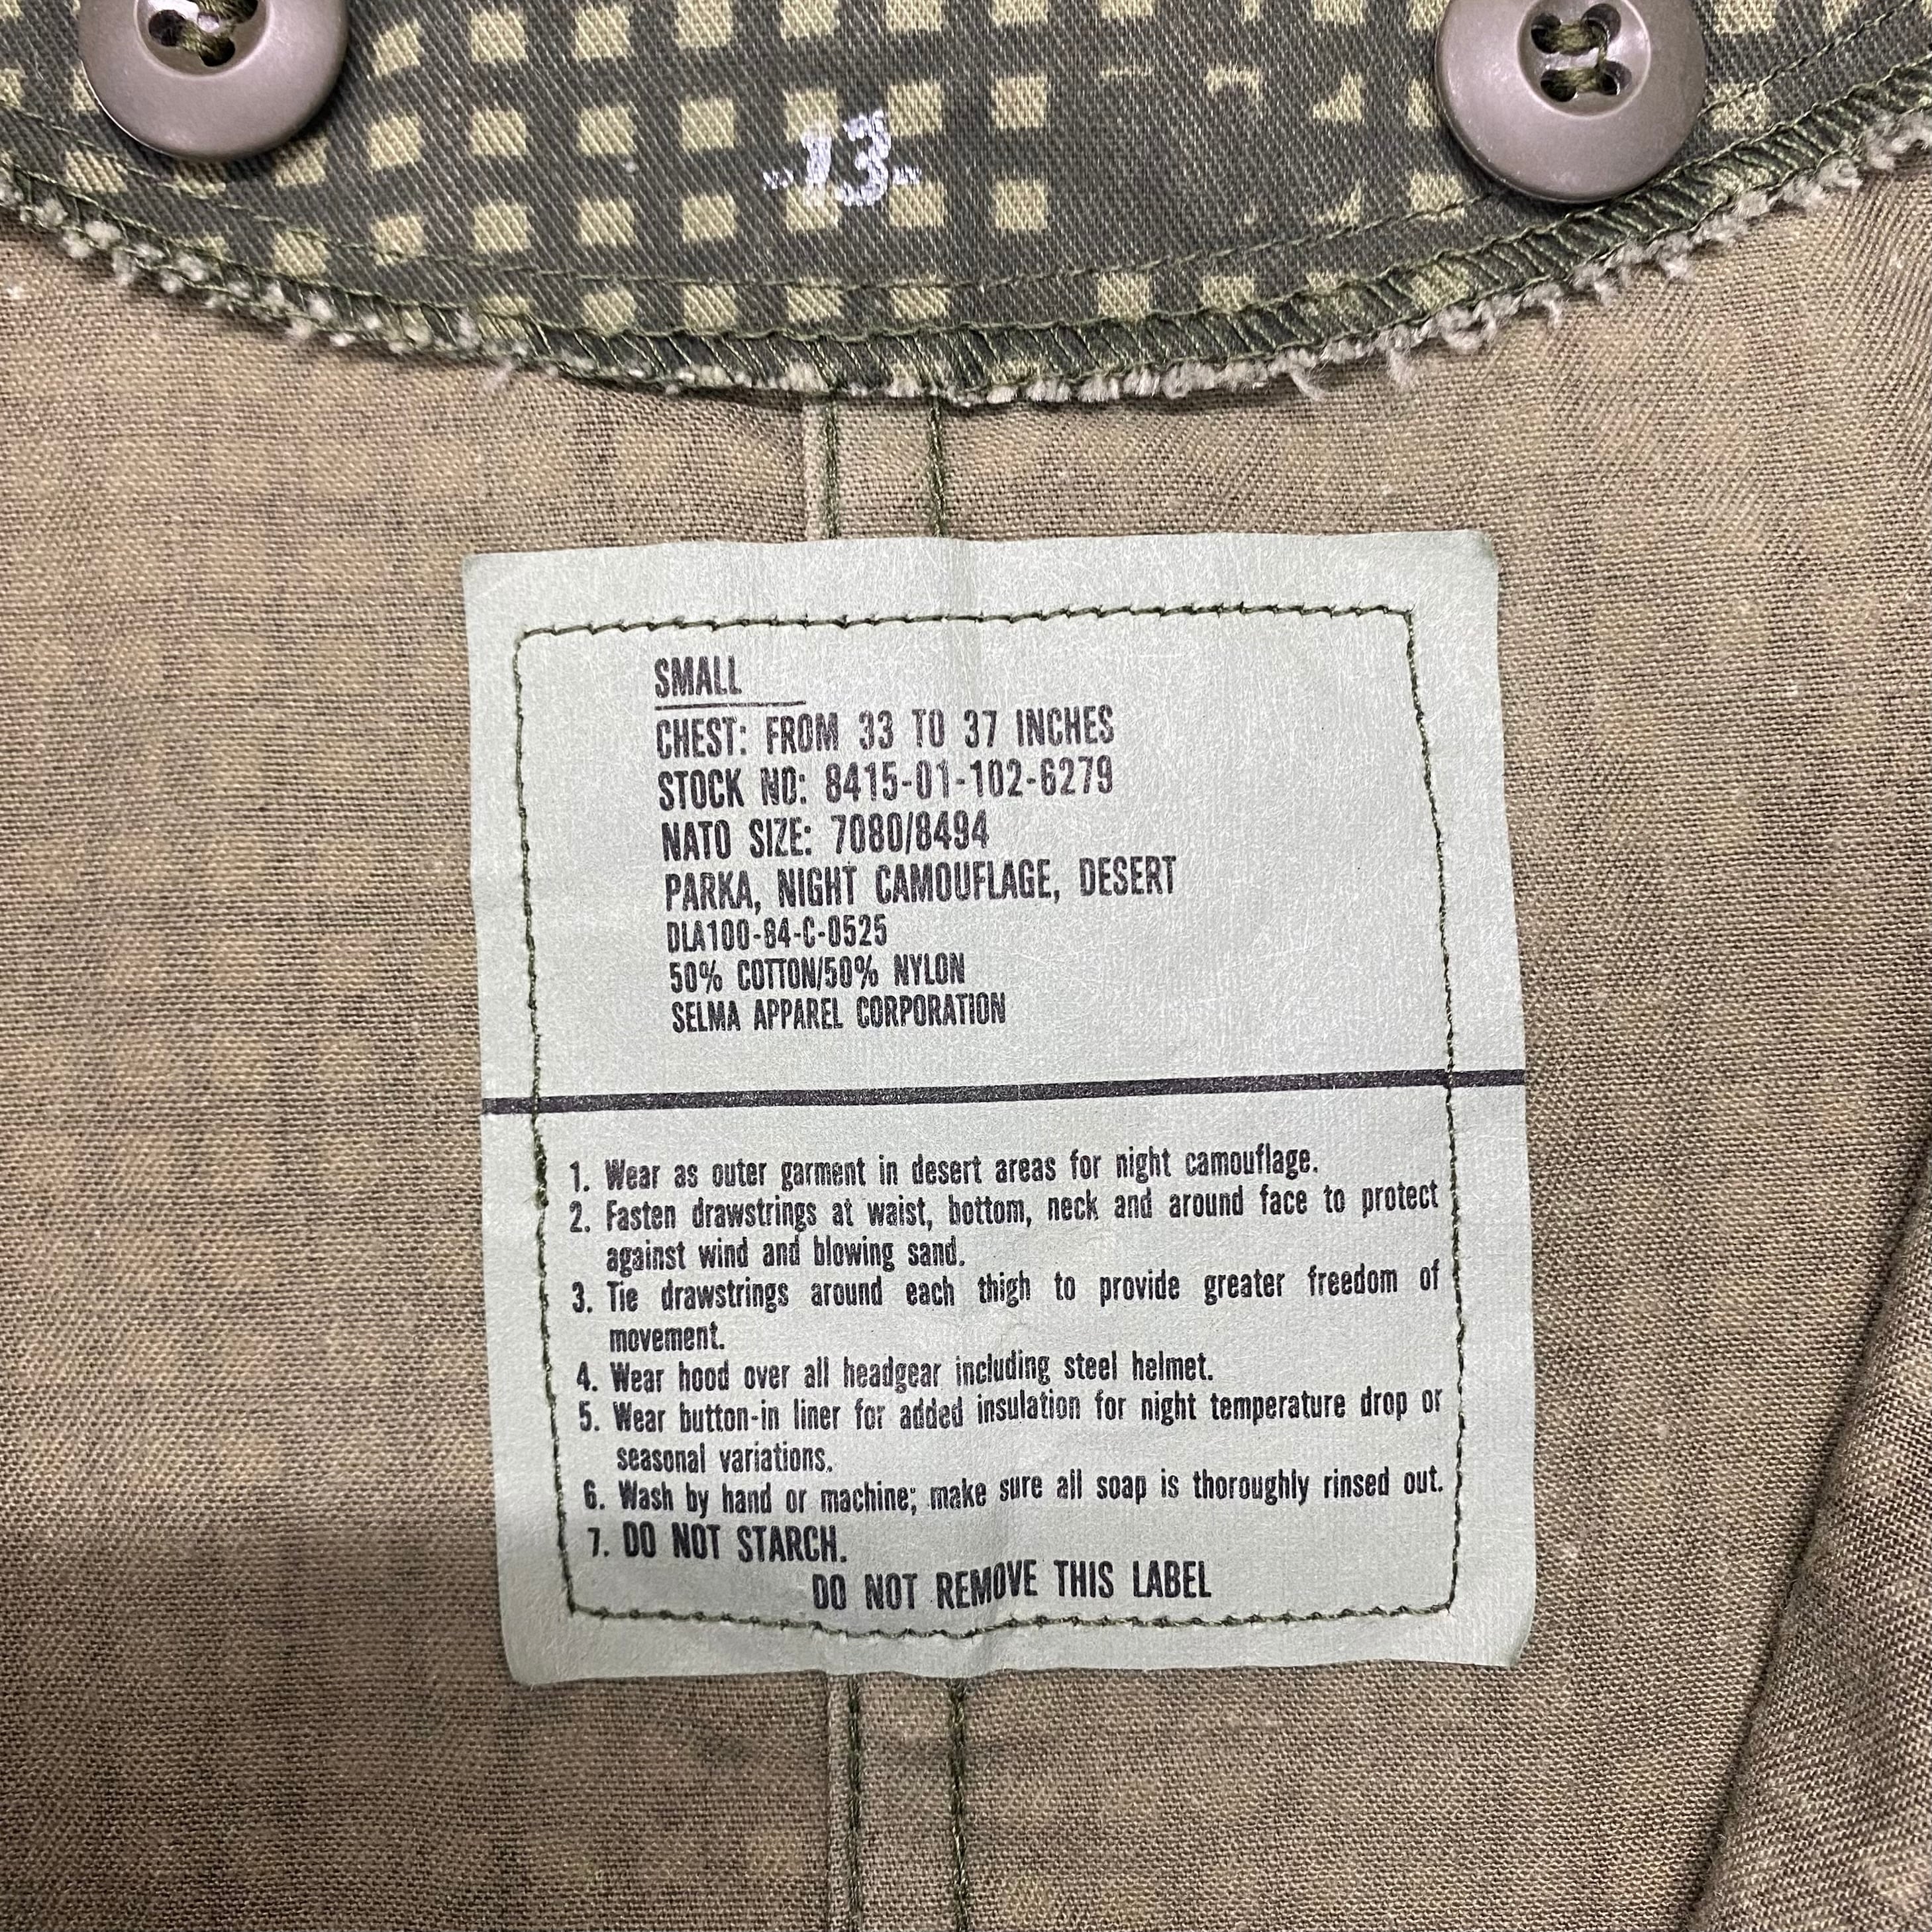 13
SMALL
CHEST: FROM 33 TO 37 INCHES
STOCK NO: 8415-01-102-6279
NATO SIZE: 7080/8494
PARKA, NIGHT CAMOUFLAGE, DESERT
DLA100-84-C-0525
50% COTTON/50% NYLON
SELMA APPAREL CORPORATION
1. Wear as outer garment in desert areas for night camouflage.
2. Fasten drawstrings at waist, bottom, neck and around face to protect
against wind and blowing sand.
3. Tie drawstrings around each thigh to provide greater freedom of
movement.
4. Wear hood over all headgear including steel helmet.
5. Wear button-in liner for added insulation for night temperature drop or
seasonal variations.
6. Wash by hand or machine; make sure all soap is thoroughly rinsed out.
7. DO NOT STARCH.
DO NOT REMOVE THIS LABEL